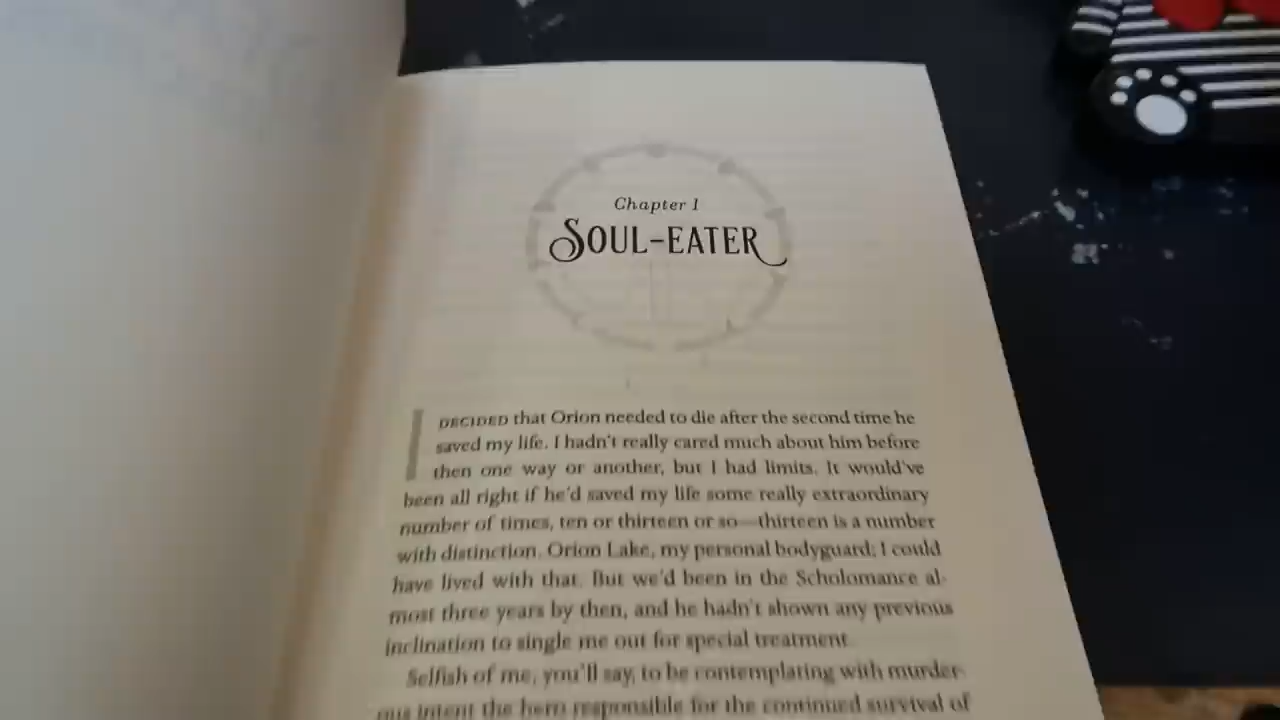 Chapter 1
SOUL-EATER
I DECIDED that Orion needed to die after the second time he
saved my life. I hadn't really cared much about him before
then one way or another, but I had limits. It would've
been all right if he'd saved my life some really extraordinary
number of times, ten or thirteen or so—thirteen is a number
with distinction. Orion Lake, my personal bodyguard; I could
have lived with that. But we'd been in the Scholomance al-
most three years by then, and he hadn't shown any previous
inclination to single me out for special treatment.
Selfish of me, you'll say, to be contemplating with murder-
ous intent the hero responsible for the continued survival of